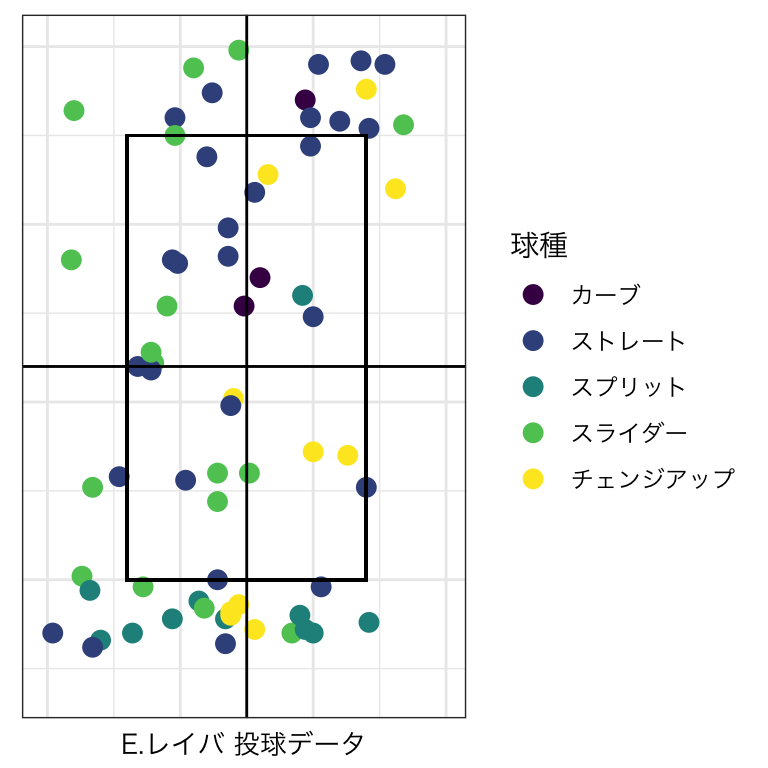 球種
カーブ
ストレート
スプリット
スライダー
チェンジアップ
E.レイバ 投球データ